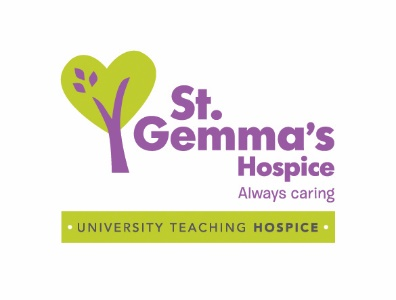 St.
Gemma's
Hospice
Always caring
• UNIVERSITY TEACHING HOSPICE •